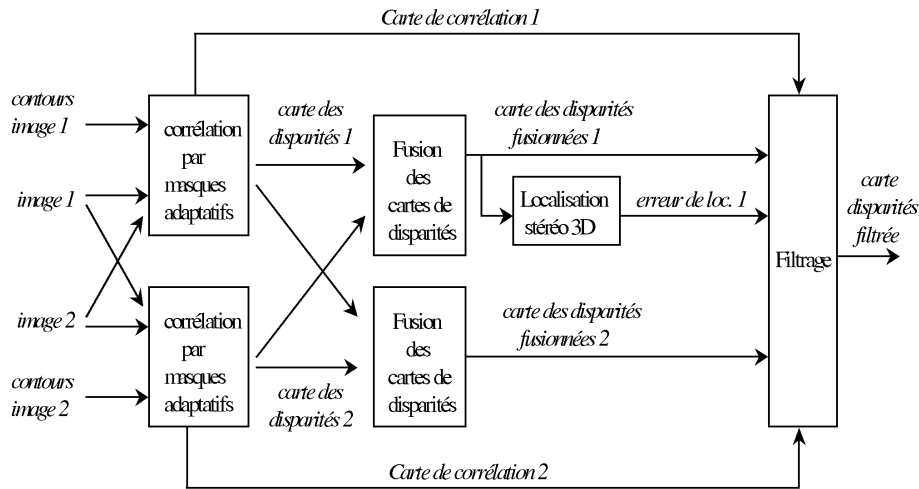 Carte de corrélation 1
contours
image 1
image 1
image 2
contours
image 2
corrélation
par
masques
adaptatifs
corrélation
par
masques
adaptatifs
carte des
disparités 1
carte des
disparités 2
Fusion
des
cartes de
disparités
Fusion
des
cartes de
disparités
carte des disparités
fusionnées 1
Localisation
stéréo 3D
erreur de loc. 1
carte des disparités
fusionnées 2
Filtrage
carte
disparités
filtrée
Carte de corrélation 2